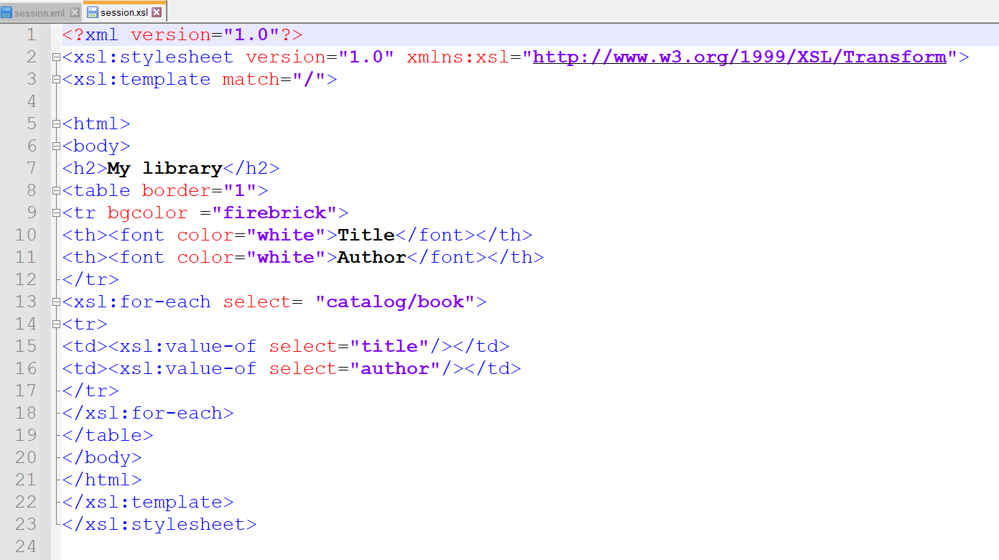 session.xml session.xsl
1 <?xml version="1.0"?>
2 <xsl:stylesheet version="1.0" xmlns:xsl="http://www.w3.org/1999/XSL/Transform">
3 <xsl:template match="/">
4
5 <html>
6 <body>
7 <h2>My library</h2>
8 <table border="1">
9 <tr bgcolor ="firebrick">
10 <th><font color="white">Title</font></th>
11 <th><font color="white">Author</font></th>
12 </tr>
13 <xsl:for-each select= "catalog/book">
14 <tr>
15 <td><xsl:value-of select="title"/></td>
16 <td><xsl:value-of select="author"/></td>
17 </tr>
18 </xsl:for-each>
19 </table>
20 </body>
21 </html>
22 </xsl:template>
23 </xsl:stylesheet>
24